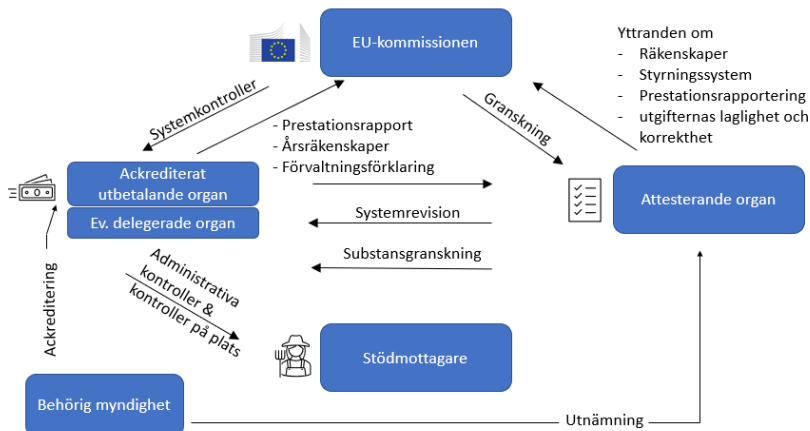 EU-kommissionen
Yttranden om
- Räkenskaper
- Styrningssystem
- Prestationsrapportering
- utgifternas laglighet och
korrekthet
Systemkontroller
Granskning
- Prestationsrapport
- Årsräkenskaper
- Förvaltningsförklaring
Ackrediterat
utbetalande organ
Ev. delegerade organ
Attesterande organ
Systemrevision
Substansgranskning
Administrativa
kontroller &
kontroller på plats
Ackreditering
Stödmottagare
Behörig myndighet
Utnämning